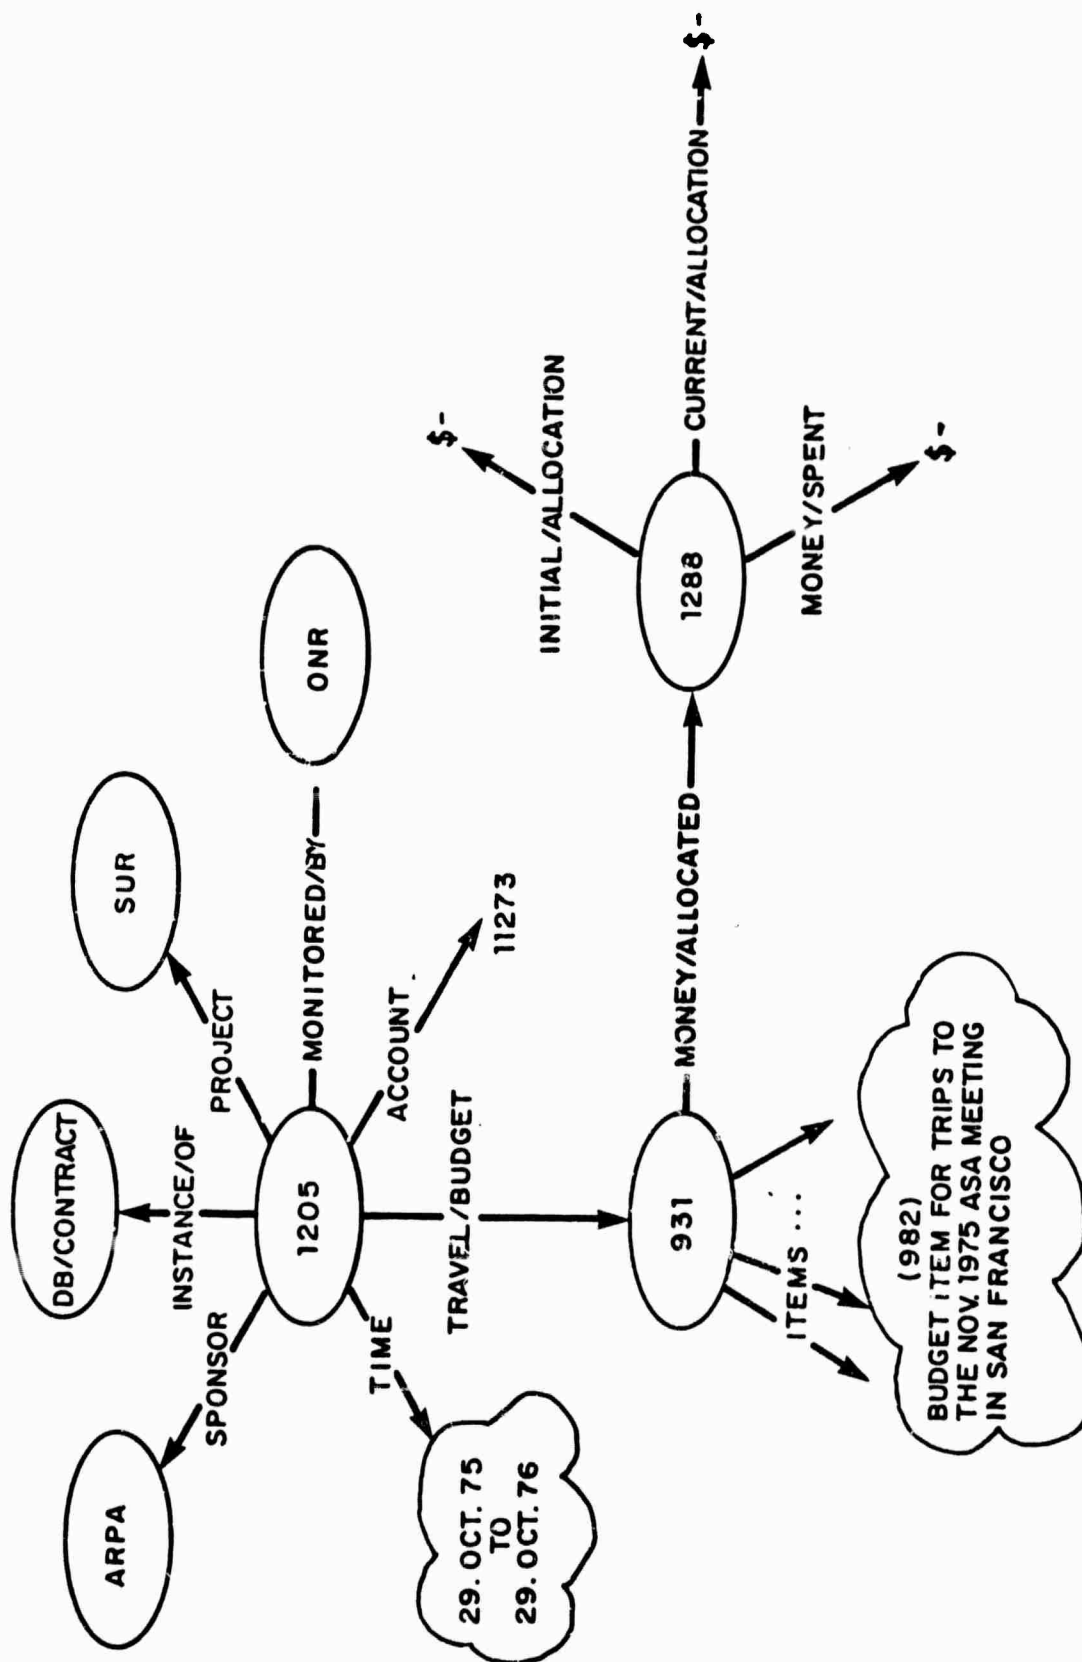 DB/CONTRACT
ARPA
SUR
SPONSOR
INSTANCE/OF
PROJECT
1205
MONITORED/BY
ONR
TIME
ACCOUNT
11273
29. OCT. 75
TO
29. OCT. 76
TRAVEL/BUDGET
931
MONEY/ALLOCATED
1288
INITIAL/ALLOCATION
$-
CURRENT/ALLOCATION
$-
MONEY/SPENT
$-
ITEMS ...
(982)
BUDGET ITEM FOR TRIPS TO
THE NOV. 1975 ASA MEETING
IN SAN FRANCISCO